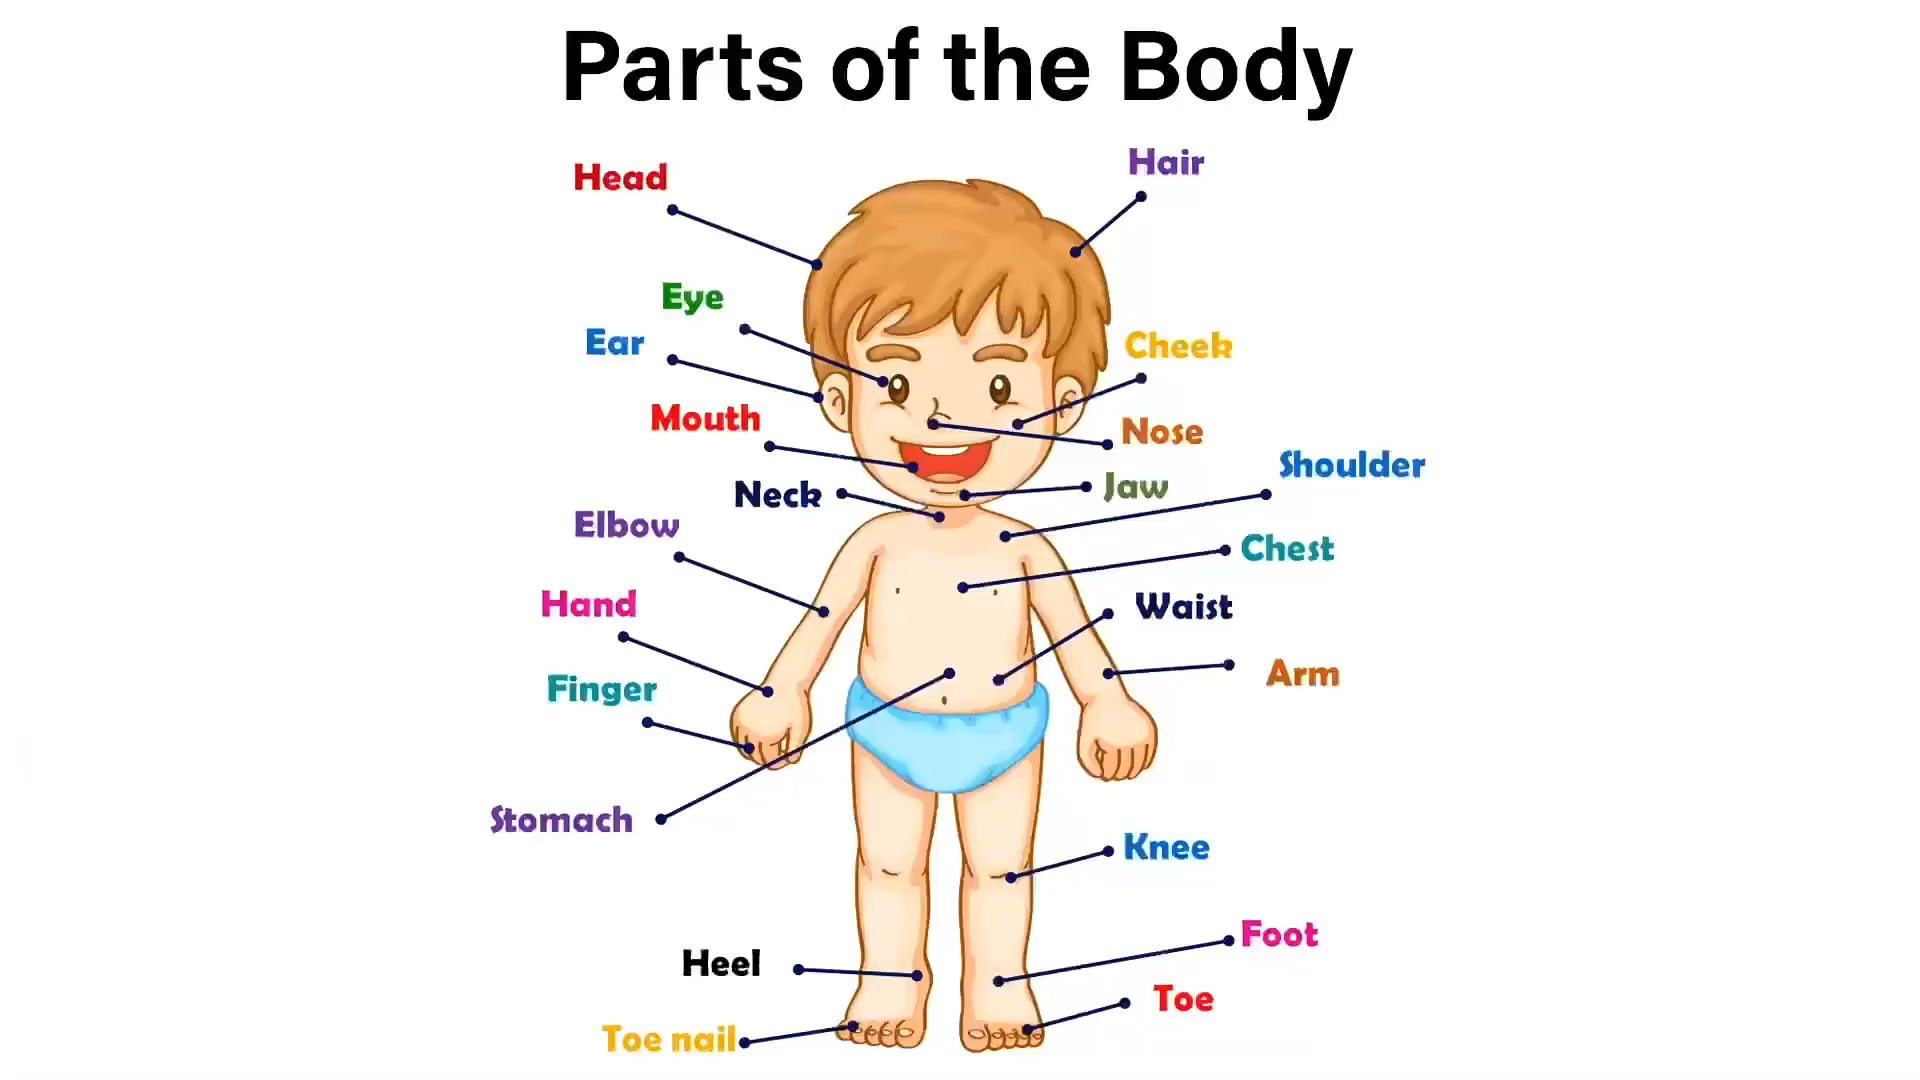 Parts of the Body
Head
Hair
Eye
Ear
Cheek
Mouth
Nose
Shoulder
Neck
Jaw
Elbow
Chest
Hand
Waist
Arm
Finger
Stomach
Knee
Foot
Heel
Toe
Toe nail